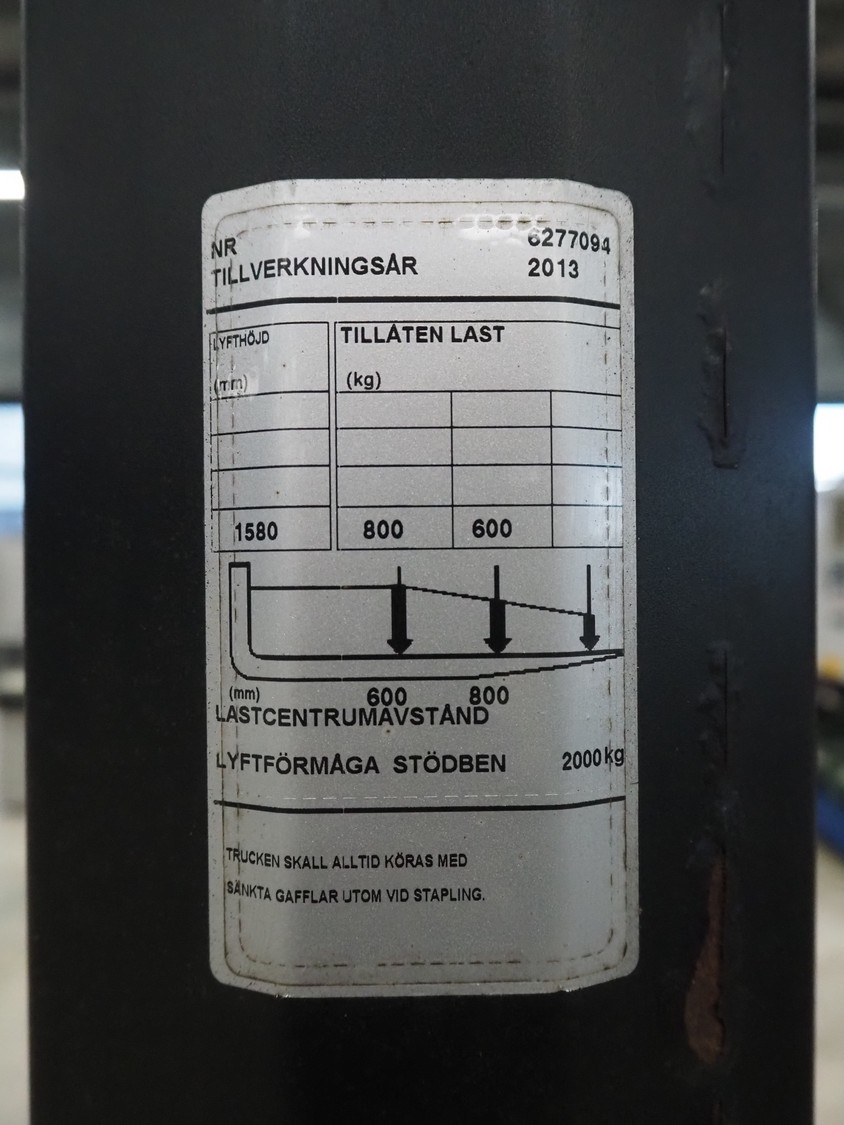 NR 6277094
TILLVERKNINGSÅR 2013
LYFTHÖJD TILLÅTEN LAST
(mm) (kg)
1580 800 600
(mm) 600 800
LASTCENTRUMAVSTÅND
LYFTFÖRMÅGA STÖDBEN 2000kg
TRUCKEN SKALL ALLTID KÖRAS MED
SÄNKTA GAFFLAR UTOM VID STAPLING.